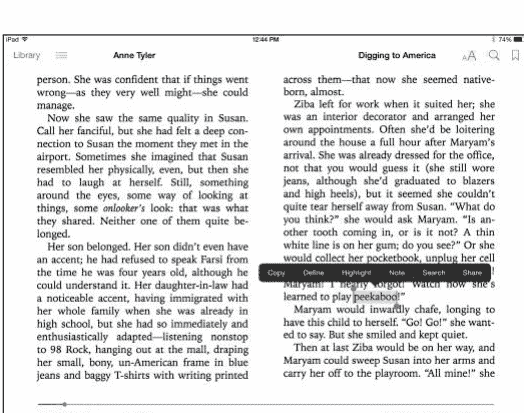 iPad 12:44 PM 74%
Library Anne Tyler Digging to America AA
person. She was confident that if things went
wrong—as they very well might—she could
manage.
Now she saw the same quality in Susan.
Call her fanciful, but she had felt a deep con-
nection to Susan the moment they met in the
airport. Sometimes she imagined that Susan
resembled her physically, even, but then she
had to laugh at herself. Still, something
around the eyes, some way of looking at
things, some onlooker's look: that was what
they shared. Neither one of them quite be-
longed.
Her son belonged. Her son didn't even have
an accent; he had refused to speak Farsi from
the time he was four years old, although he
could understand it. Her daughter-in-law had
a noticeable accent, having immigrated with
her whole family when she was already in
high school, but she had so immediately and
enthusiastically adapted—listening nonstop
to 98 Rock, hanging out at the mall, draping
her small, bony, un-American frame in blue
jeans and baggy T-shirts with writing printed
across them—that now she seemed native-
born, almost.
Ziba left for work when it suited her; she
was an interior decorator and arranged her
own appointments. Often she'd be loitering
around the house a full hour after Maryam's
arrival. She was already dressed for the office,
not that you would guess it (she still wore
jeans, although she'd graduated to blazers
and high heels), but it seemed she couldn't
quite tear herself away from Susan. "What do
you think?" she would ask Maryam. "Is an-
other tooth coming in, or is it not? A thin
white line is on her gum; do you see?" Or she
would collect her pocketbook, unplug her cell
Copy Define Highlight Note Search Share
Maryam! I nearly forgot! Watch how she's
learned to play peekaboo!"
Maryam would inwardly chafe, longing to
have this child to herself. "Go! Go!" she want-
ed to say. But she smiled and kept quiet.
Then at last Ziba would be on her way, and
Maryam could sweep Susan into her arms and
carry her off to the playroom. "All mine!" she